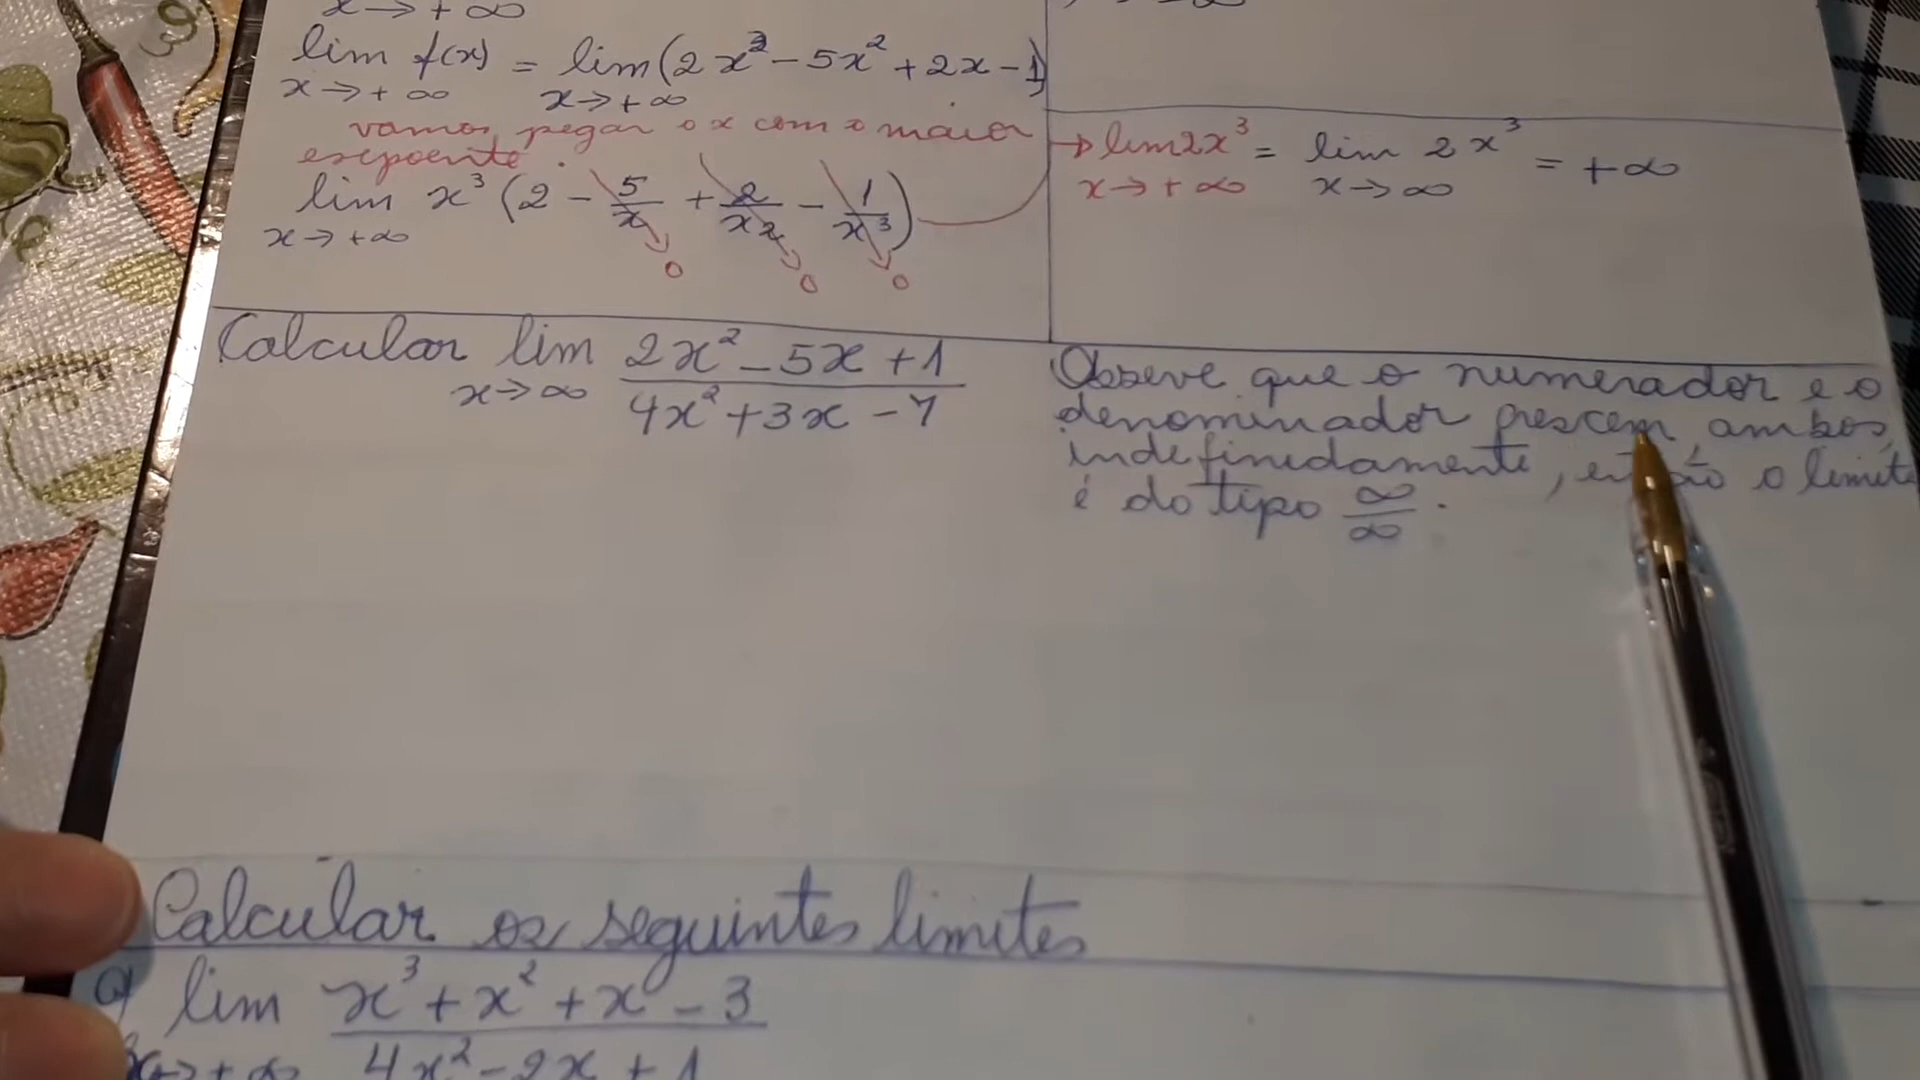 x → + ∞
lim f(x) = lim (2x³ - 5x² + 2x - 1)
x → + ∞ x → + ∞
vamos pegar o x com o maior
exepoente.
lim x³ (2 - 5/x + 2/x² - 1/x³)
x → +∞
0 0 0
→ lim 2x³ = lim 2x³ = +∞
x → + ∞ x → ∞
Calcular lim 2x² - 5x + 1 / 4x² + 3x - 7
x → ∞
Obseve que o numerador e o
denominador crescem, ambos,
indefinidamente, então o limite
é do tipo ∞/∞.
Calcular os seguintes limites
a) lim x³ + x² + x - 3 / 4x² - 2x + 1
x → + ∞